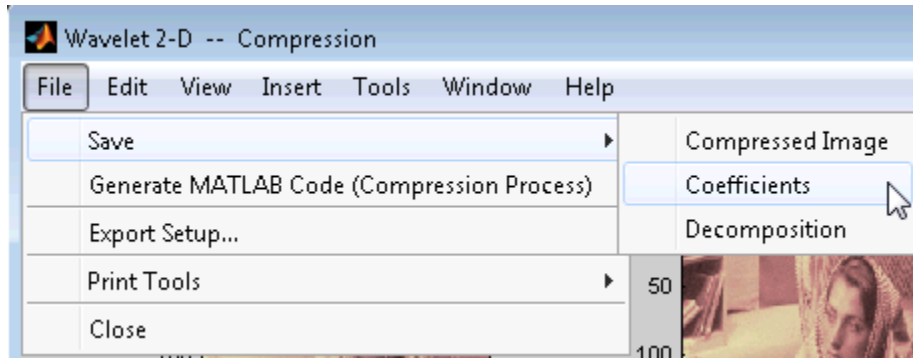 Wavelet 2-D -- Compression
File Edit View Insert Tools Window Help
Save
Compressed Image
Generate MATLAB Code (Compression Process)
Coefficients
Export Setup...
Decomposition
Print Tools
50
Close
100